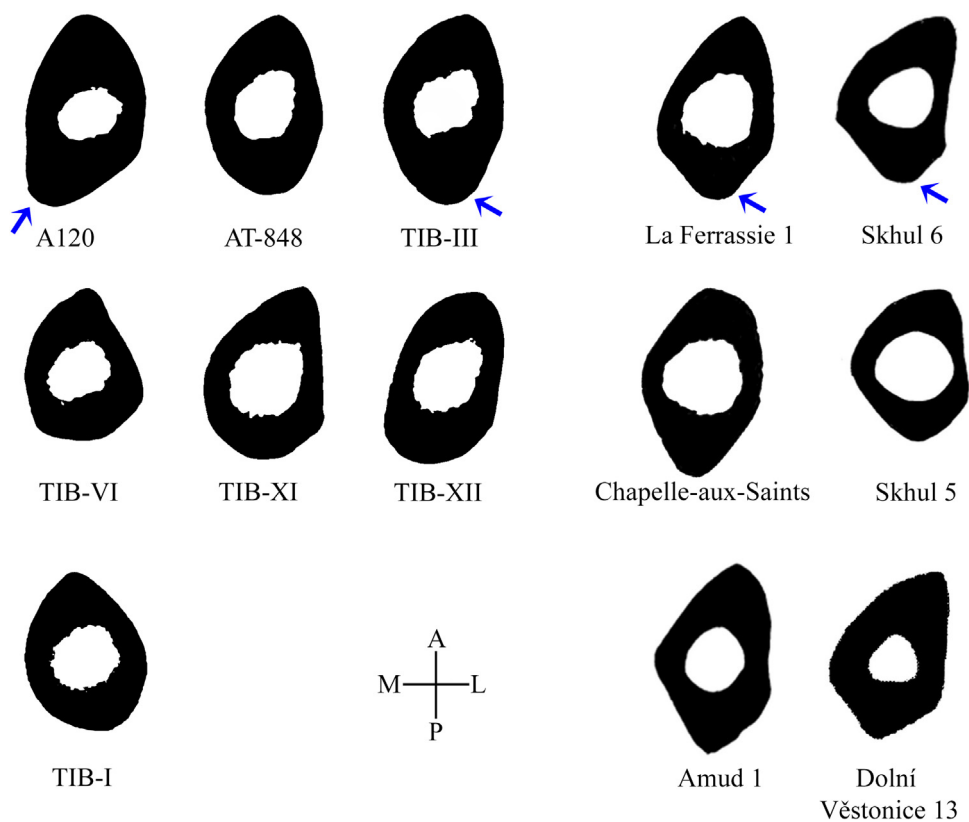 A120
AT-848
TIB-III
La Ferrassie 1
Skhul 6
TIB-VI
TIB-XI
TIB-XII
Chapelle-aux-Saints
Skhul 5
A
M
L
P
TIB-I
Amud 1
Dolní
Věstonice 13